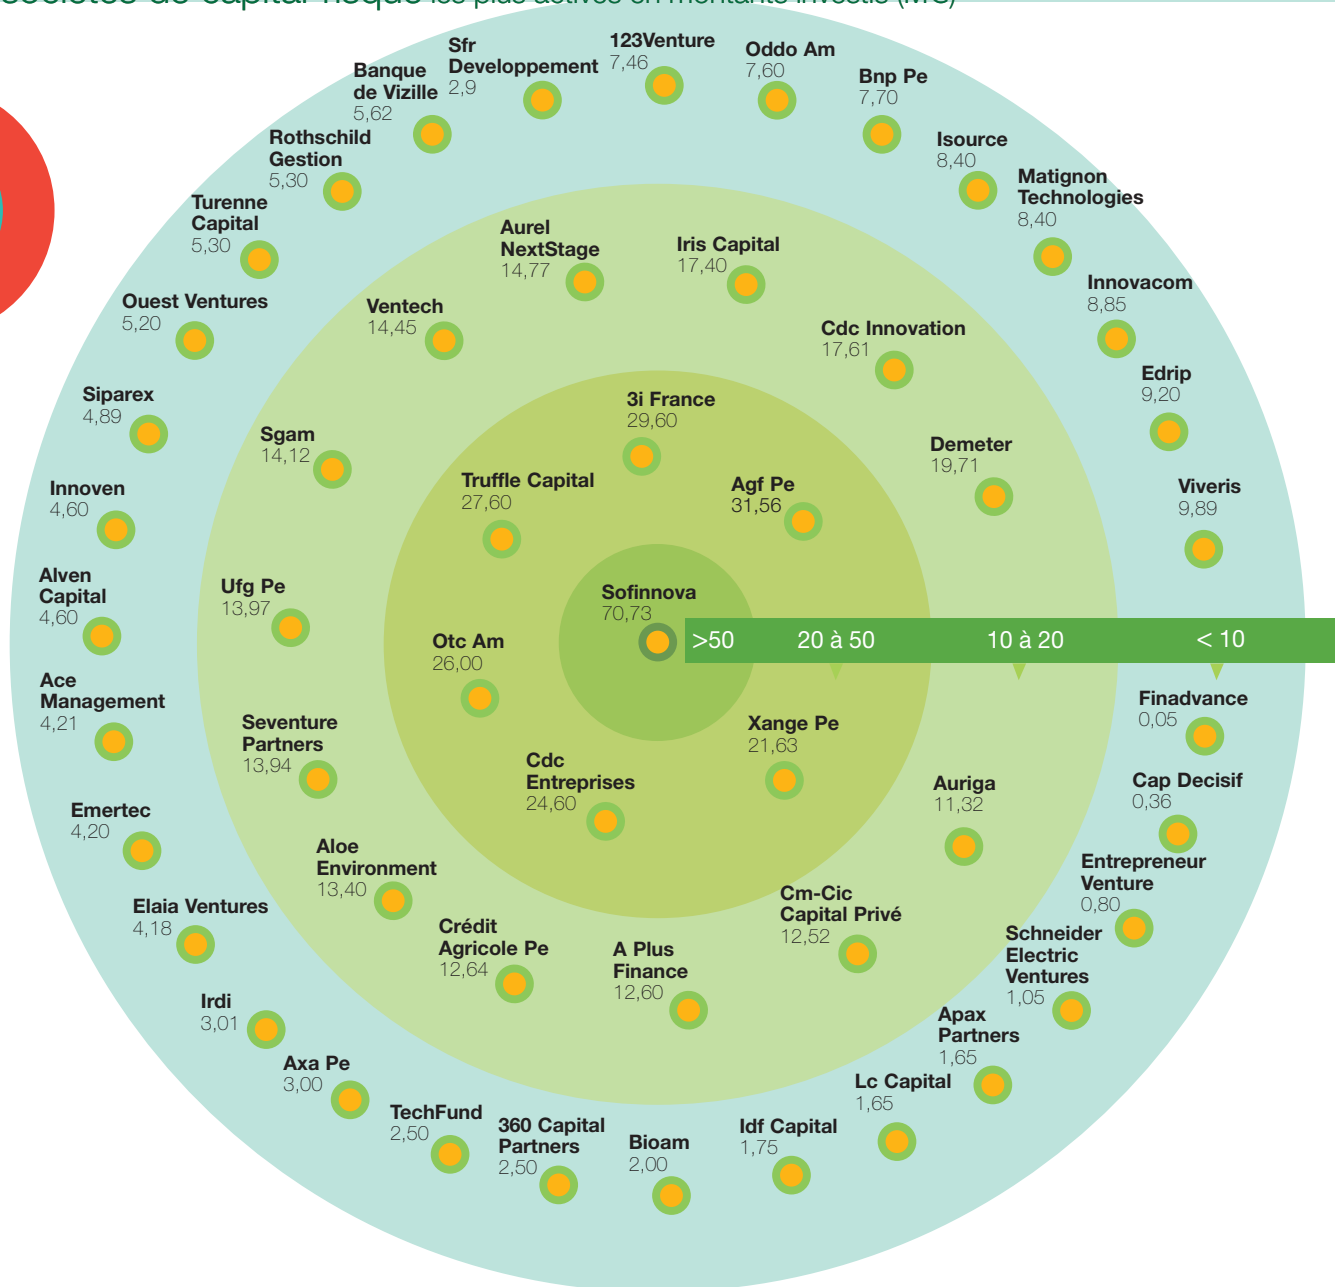 sociétés de capital-risque les plus actives en montants investis (M€)
Sfr
Developpement
2,9
123Venture
7,46
Oddo Am
7,60
Bnp Pe
7,70
Isource
8,40
Matignon
Technologies
8,40
Innovacom
8,85
Edrip
9,20
Viveris
9,89
Banque
de Vizille
5,62
Rothschild
Gestion
5,30
Turenne
Capital
5,30
Ouest Ventures
5,20
Siparex
4,89
Innoven
4,60
Alven
Capital
4,60
Ace
Management
4,21
Emertec
4,20
Elaia Ventures
4,18
Irdi
3,01
Axa Pe
3,00
TechFund
2,50
360 Capital
Partners
2,50
Bioam
2,00
Idf Capital
1,75
Lc Capital
1,65
Apax
Partners
1,65
Schneider
Electric
Ventures
1,05
Entrepreneur
Venture
0,80
Cap Decisif
0,36
Finadvance
0,05
Aurel
NextStage
14,77
Iris Capital
17,40
Cdc Innovation
17,61
Demeter
19,71
Ventech
14,45
Sgam
14,12
Ufg Pe
13,97
Seventure
Partners
13,94
Aloe
Environment
13,40
Crédit
Agricole Pe
12,64
A Plus
Finance
12,60
Cm-Cic
Capital Privé
12,52
Auriga
11,32
3i France
29,60
Truffle Capital
27,60
Agf Pe
31,56
Otc Am
26,00
Cdc
Entreprises
24,60
Xange Pe
21,63
Sofinnova
70,73
>50
20 à 50
10 à 20
< 10